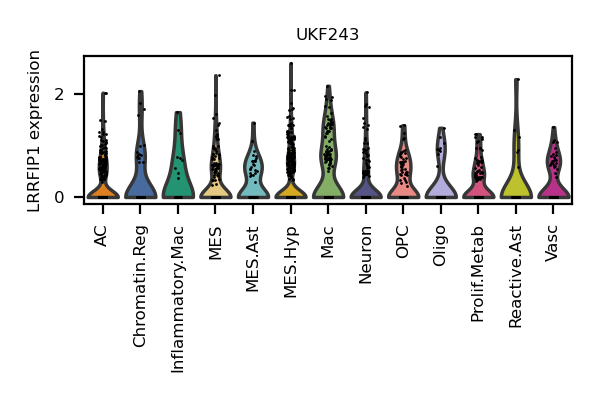 UKF243
LRRFIP1 expression
2
0
AC
Chromatin.Reg
Inflammatory.Mac
MES
MES.Ast
MES.Hyp
Mac
Neuron
OPC
Oligo
Prolif.Metab
Reactive.Ast
Vasc